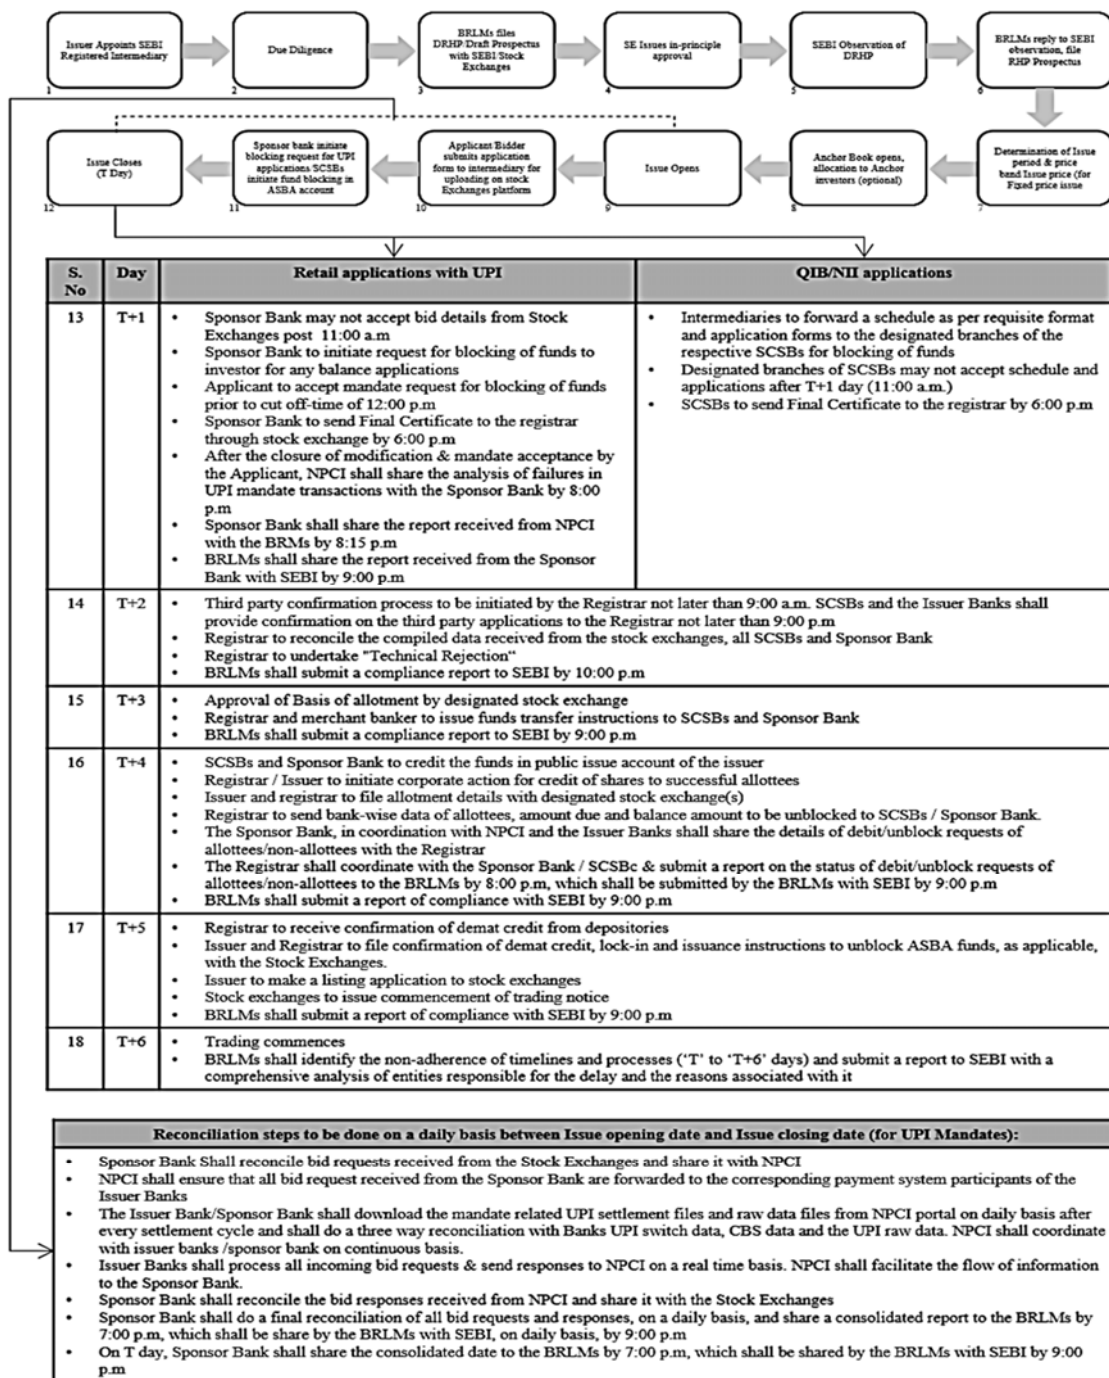 Issuer Appoints SEBI
Registered Intermediary
1
Due Diligence
2
BRLMs files
DRHP/Draft Prospectus
with SEBI/Stock
Exchanges
3
SE Issues in-principle
approval
4
SEBI Observation of
DRHP
5
BRLMs reply to SEBI
observation, file
RHP/Prospectus
6
Determination of Issue
period & price
band Issue price (for
Fixed price issue
7
Anchor Book opens,
allocation to Anchor
investors (optional)
8
Issue Opens
9
Applicant/Bidder
submits application
form to intermediary for
uploading on stock
Exchanges platform
10
Sponsor bank initiate
blocking request for UPI
applications/SCSBs
initiate fund blocking in
ASBA account
11
Issue Closes
(T Day)
12
S.
No
Day
Retail applications with UPI
QIB/NII applications
13
T+1
• Sponsor Bank may not accept bid details from Stock
Exchanges post 11:00 a.m
• Sponsor Bank to initiate request for blocking of funds to
investor for any balance applications
• Applicant to accept mandate request for blocking of funds
prior to cut off-time of 12:00 p.m
• Sponsor Bank to send Final Certificate to the registrar
through stock exchange by 6:00 p.m
• After the closure of modification & mandate acceptance by
the Applicant, NPCI shall share the analysis of failures in
UPI mandate transactions with the Sponsor Bank by 8:00
p.m
• Sponsor Bank shall share the report received from NPCI
with the BRMs by 8:15 p.m
• BRLMs shall share the report received from the Sponsor
Bank with SEBI by 9:00 p.m
• Intermediaries to forward a schedule as per requisite format
and application forms to the designated branches of the
respective SCSBs for blocking of funds
• Designated branches of SCSBs may not accept schedule and
applications after T+1 day (11:00 a.m.)
• SCSBs to send Final Certificate to the registrar by 6:00 p.m
14
T+2
• Third party confirmation process to be initiated by the Registrar not later than 9:00 a.m. SCSBs and the Issuer Banks shall
provide confirmation on the third party applications to the Registrar not later than 9:00 p.m
• Registrar to reconcile the compiled data received from the stock exchanges, all SCSBs and Sponsor Bank
• Registrar to undertake "Technical Rejection"
• BRLMs shall submit a compliance report to SEBI by 10:00 p.m
15
T+3
• Approval of Basis of allotment by designated stock exchange
• Registrar and merchant banker to issue funds transfer instructions to SCSBs and Sponsor Bank
• BRLMs shall submit a compliance report to SEBI by 9:00 p.m
16
T+4
• SCSBs and Sponsor Bank to credit the funds in public issue account of the issuer
• Registrar / Issuer to initiate corporate action for credit of shares to successful allottees
• Issuer and registrar to file allotment details with designated stock exchange(s)
• Registrar to send bank-wise data of allottees, amount due and balance amount to be unblocked to SCSBs / Sponsor Bank.
• The Sponsor Bank, in coordination with NPCI and the Issuer Banks shall share the details of debit/unblock requests of
allottees/non-allottees with the Registrar
• The Registrar shall coordinate with the Sponsor Bank / SCSBc & submit a report on the status of debit/unblock requests of
allottees/non-allottees to the BRLMs by 8:00 p.m, which shall be submitted by the BRLMs with SEBI by 9:00 p.m
• BRLMs shall submit a report of compliance with SEBI by 9:00 p.m
17
T+5
• Registrar to receive confirmation of demat credit from depositories
• Issuer and Registrar to file confirmation of demat credit, lock-in and issuance instructions to unblock ASBA funds, as applicable,
with the Stock Exchanges.
• Issuer to make a listing application to stock exchanges
• Stock exchanges to issue commencement of trading notice
• BRLMs shall submit a report of compliance with SEBI by 9:00 p.m
18
T+6
• Trading commences
• BRLMs shall identify the non-adherence of timelines and processes ('T' to 'T+6' days) and submit a report to SEBI with a
comprehensive analysis of entities responsible for the delay and the reasons associated with it
Reconciliation steps to be done on a daily basis between Issue opening date and Issue closing date (for UPI Mandates):
• Sponsor Bank Shall reconcile bid requests received from the Stock Exchanges and share it with NPCI
• NPCI shall ensure that all bid request received from the Sponsor Bank are forwarded to the corresponding payment system participants of the
Issuer Banks
• The Issuer Bank/Sponsor Bank shall download the mandate related UPI settlement files and raw data files from NPCI portal on daily basis after
every settlement cycle and shall do a three way reconciliation with Banks UPI switch data, CBS data and the UPI raw data. NPCI shall coordinate
with issuer banks /sponsor bank on continuous basis.
• Issuer Banks shall process all incoming bid requests & send responses to NPCI on a real time basis. NPCI shall facilitate the flow of information
to the Sponsor Bank.
• Sponsor Bank shall reconcile the bid responses received from NPCI and share it with the Stock Exchanges
• Sponsor Bank shall do a final reconciliation of all bid requests and responses, on a daily basis, and share a consolidated report to the BRLMs by
7:00 p.m, which shall be share by the BRLMs with SEBI, on daily basis, by 9:00 p.m
• On T day, Sponsor Bank shall share the consolidated date to the BRLMs by 7:00 p.m, which shall be shared by the BRLMs with SEBI by 9:00
p.m